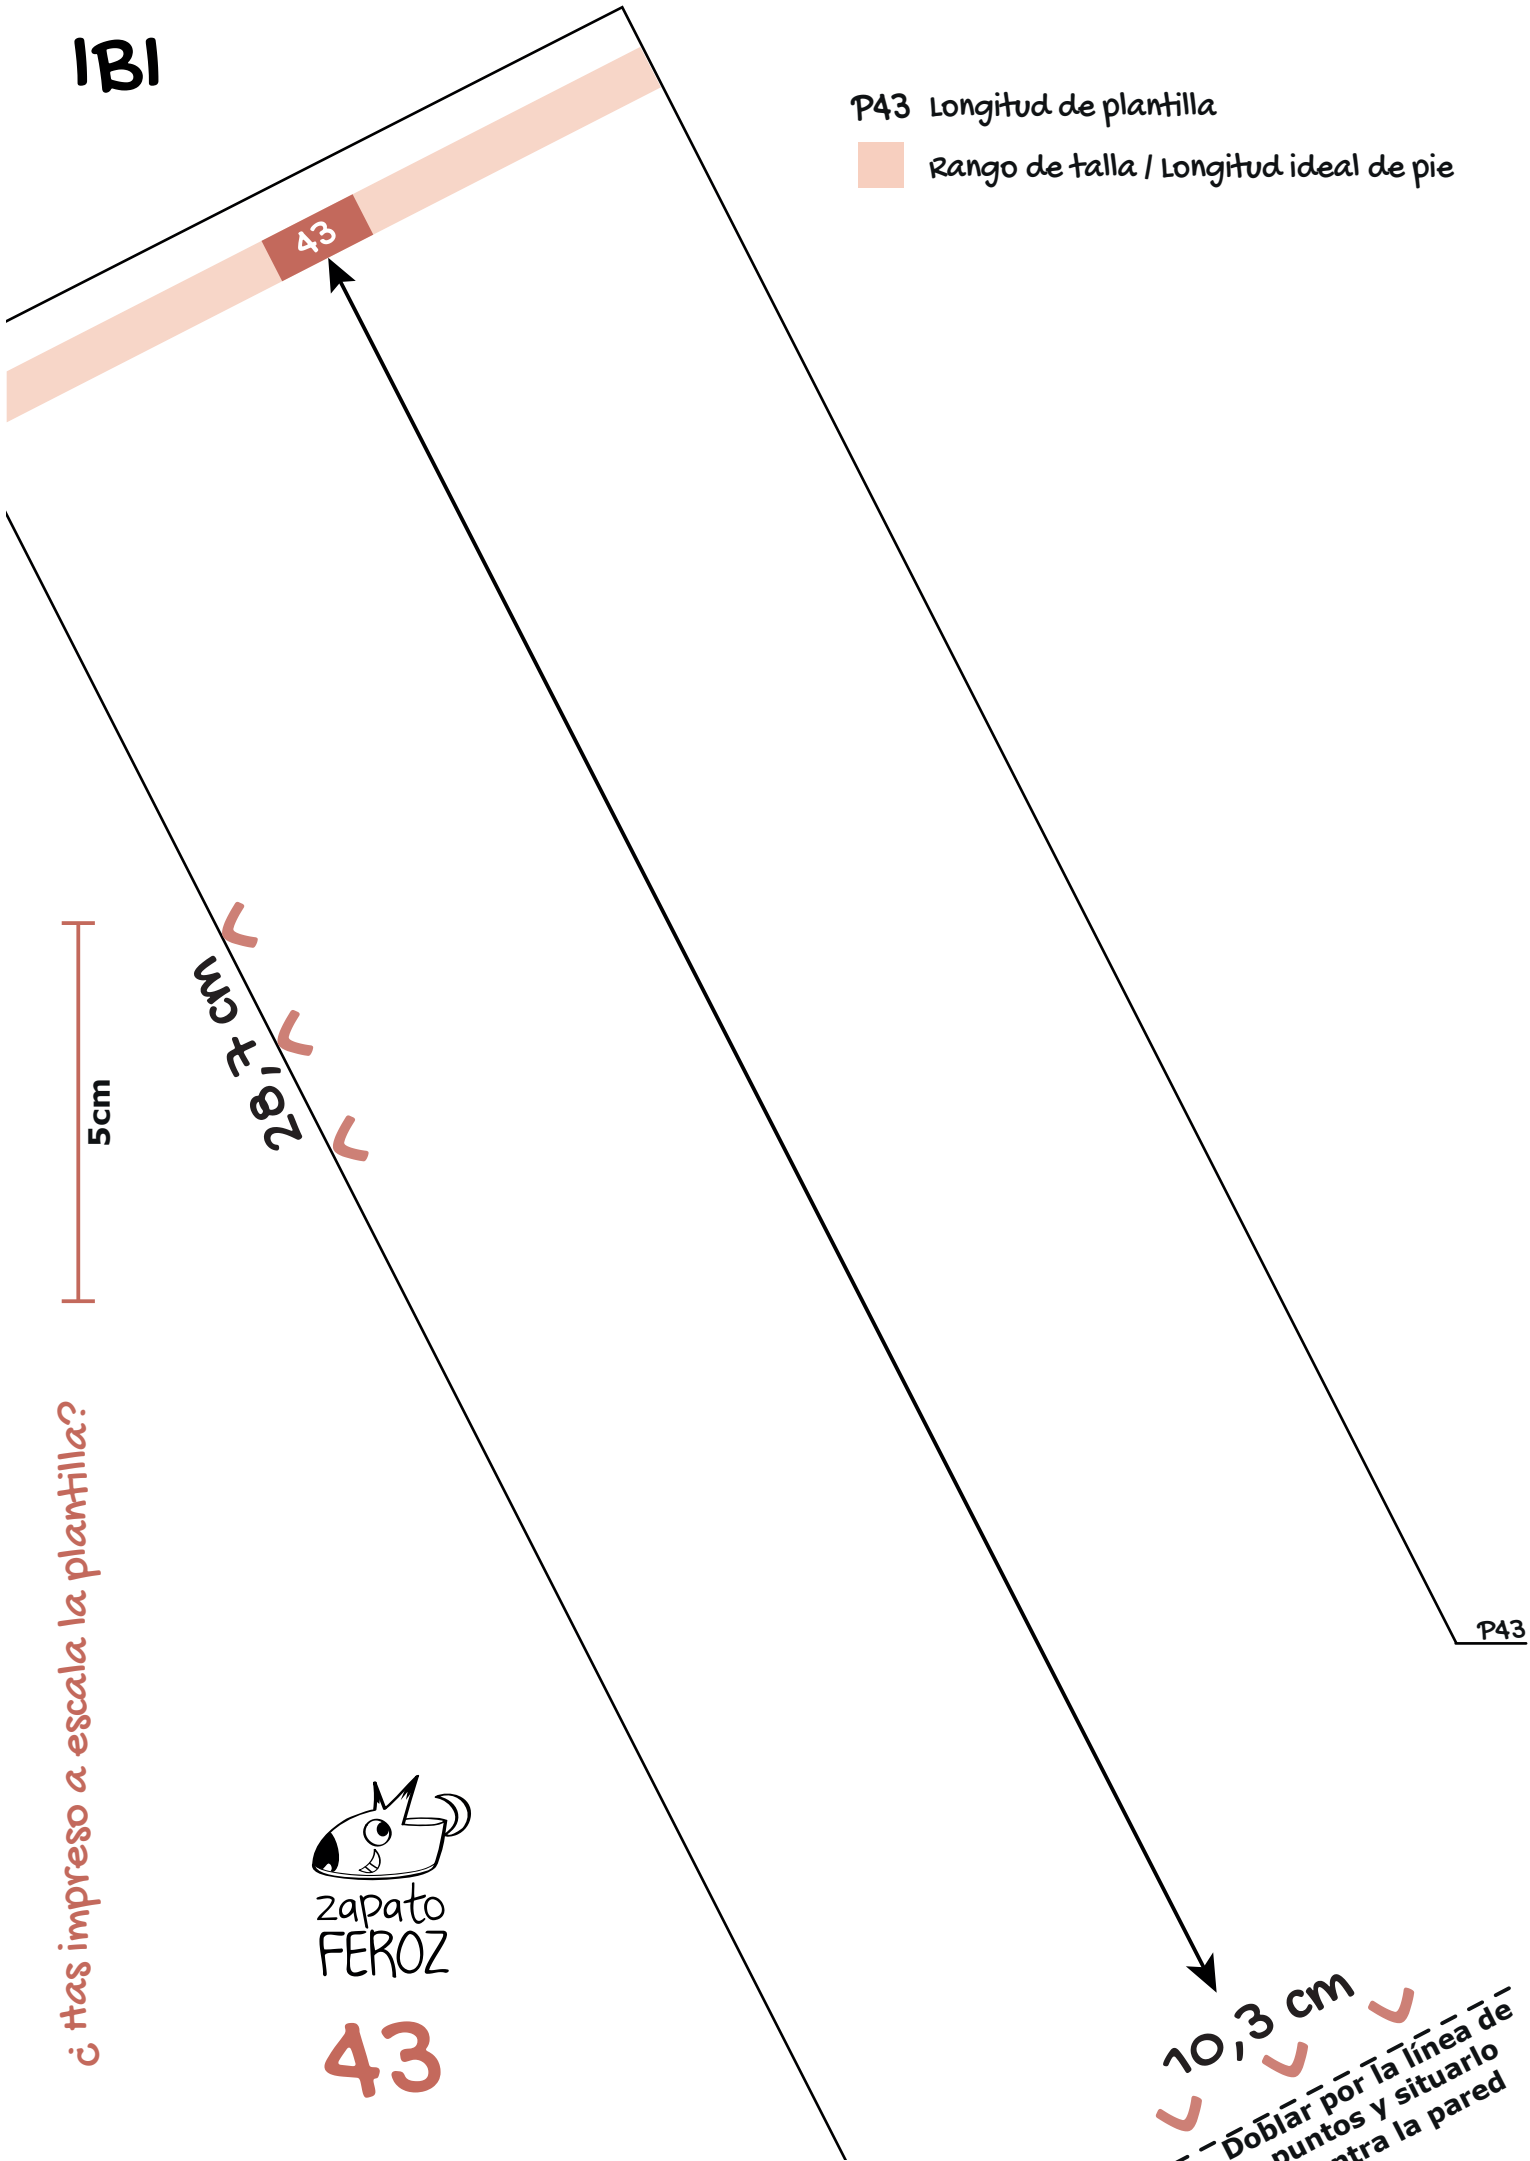 IBI
P43 Longitud de plantilla
Rango de talla / Longitud ideal de pie
43
28,7 cm
5cm
¿Has impreso a escala la plantilla?
P43
zapato
FEROZ
43
10,3 cm
Doblar por la línea de
puntos y situarlo
la pared